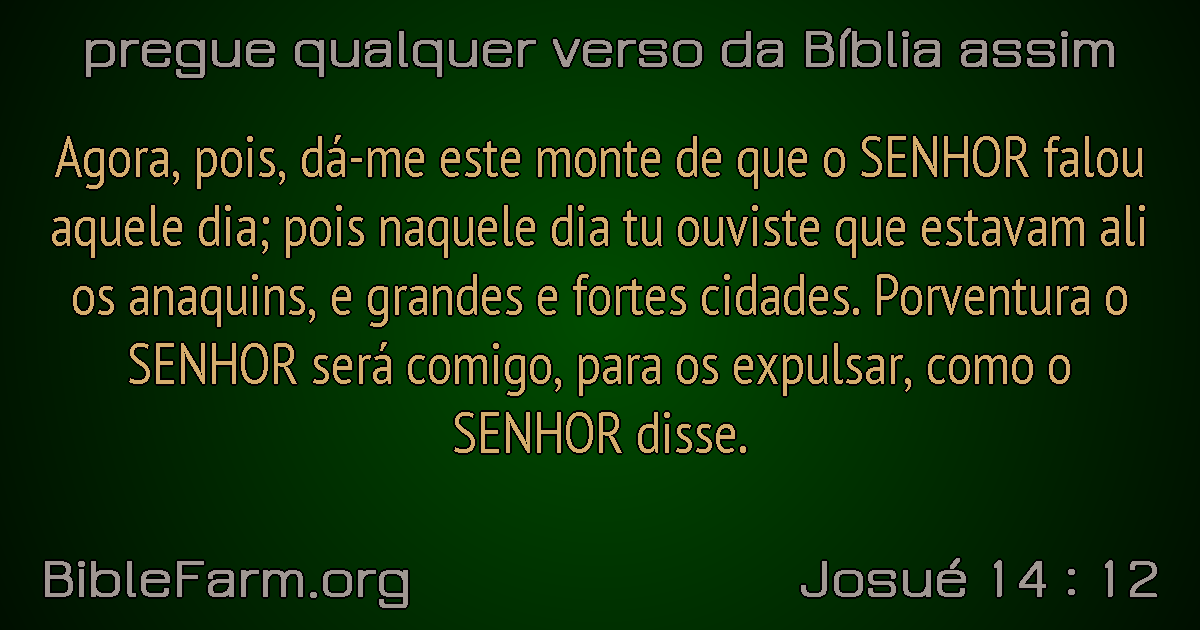 pregue qualquer verso da Bíblia assim
Agora, pois, dá-me este monte de que o SENHOR falou
aquele dia; pois naquele dia tu ouviste que estavam ali
os anaquins, e grandes e fortes cidades. Porventura o
SENHOR será comigo, para os expulsar, como o
SENHOR disse.
BibleFarm.org
Josué 14 : 12